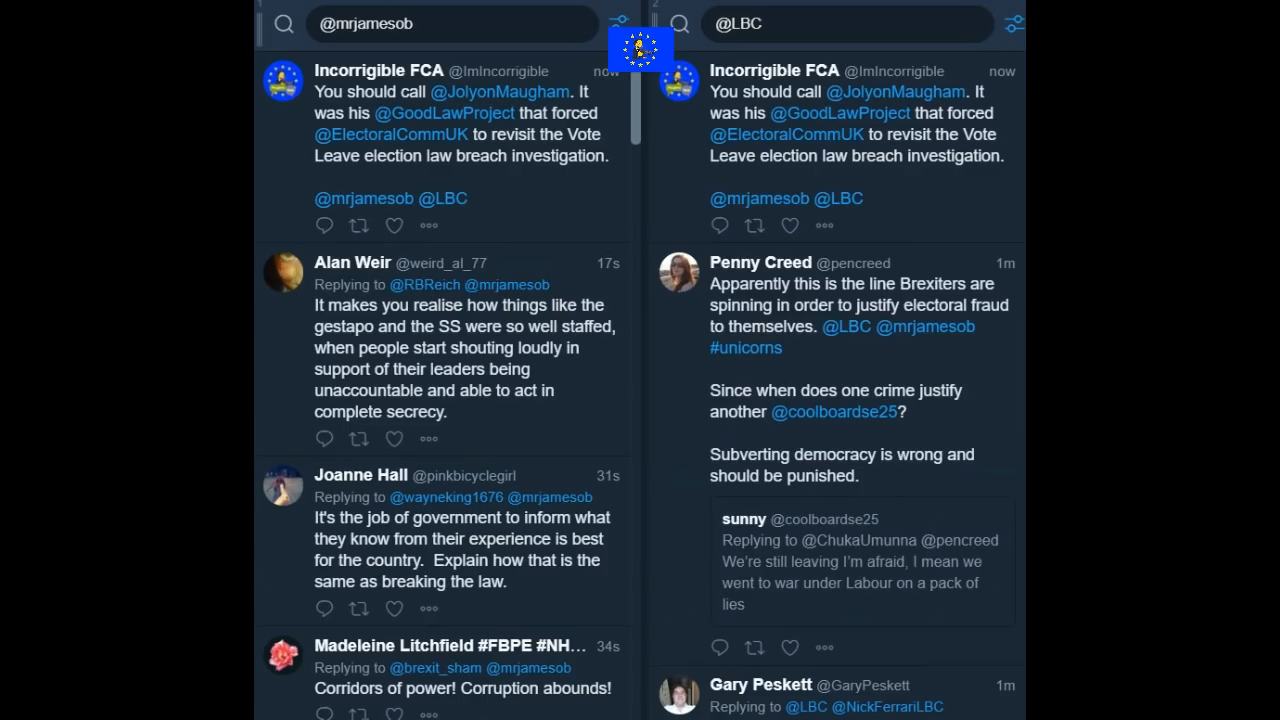 @mrjamesob
Incorrigible FCA @ImIncorrigible now
You should call @JolyonMaugham. It
was his @GoodLawProject that forced
@ElectoralCommUK to revisit the Vote
Leave election law breach investigation.
@mrjamesob @LBC
Alan Weir @weird_al_77 17s
Replying to @RBReich @mrjamesob
It makes you realise how things like the
gestapo and the SS were so well staffed,
when people start shouting loudly in
support of their leaders being
unaccountable and able to act in
complete secrecy.
Joanne Hall @pinkbicyclegirl 31s
Replying to @wayneking1676 @mrjamesob
It's the job of government to inform what
they know from their experience is best
for the country.  Explain how that is the
same as breaking the law.
Madeleine Litchfield #FBPE #NH... 34s
Replying to @brexit_sham @mrjamesob
Corridors of power! Corruption abounds!
@LBC
Incorrigible FCA @ImIncorrigible now
You should call @JolyonMaugham. It
was his @GoodLawProject that forced
@ElectoralCommUK to revisit the Vote
Leave election law breach investigation.
@mrjamesob @LBC
Penny Creed @pencreed 1m
Apparently this is the line Brexiters are
spinning in order to justify electoral fraud
to themselves. @LBC @mrjamesob
#unicorns
Since when does one crime justify
another @coolboardse25?
Subverting democracy is wrong and
should be punished.
sunny @coolboardse25
Replying to @ChukaUmunna @pencreed
We're still leaving I'm afraid, I mean we
went to war under Labour on a pack of
lies
Gary Peskett @GaryPeskett 1m
Replying to @LBC @NickFerrariLBC